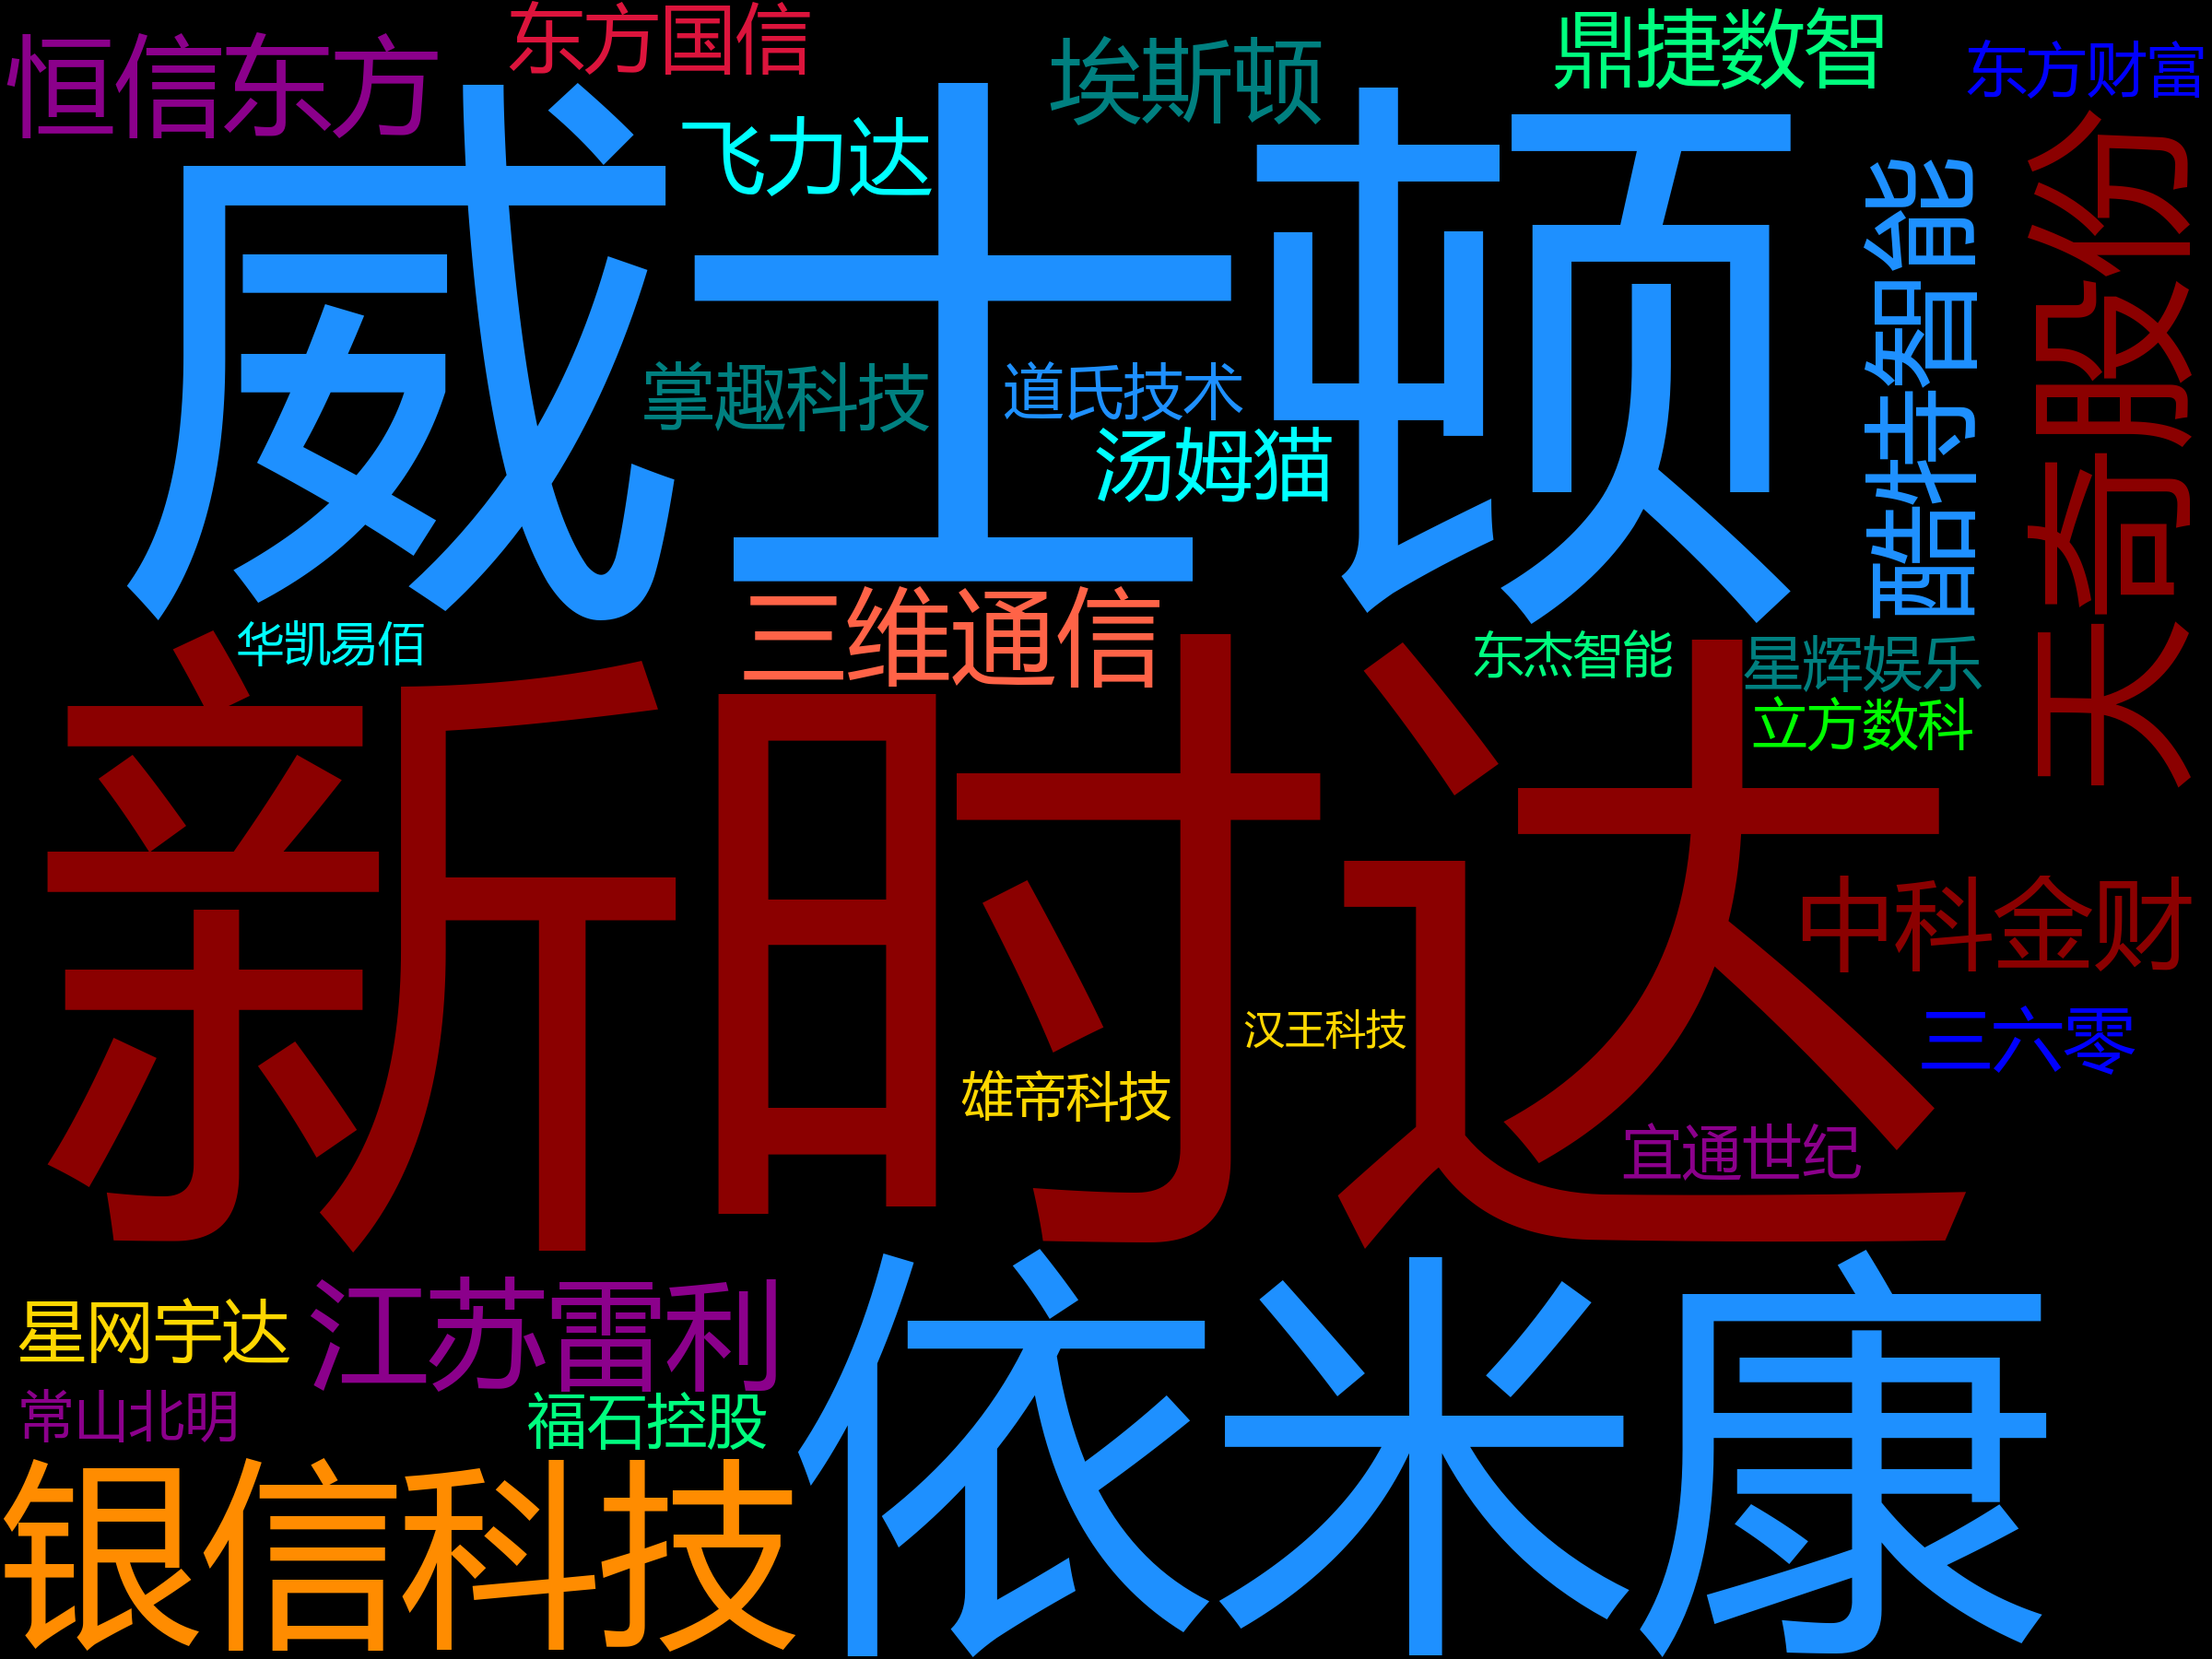 恒信东方
东方国信
埃斯顿
鼎捷数智
东方财富
威士顿
飞力达
掌趣科技
道氏技术
汤姆猫
酷特智能
天奇股份
华凯易佰
三维通信
东杰智能
星辉娱乐
立方数科
新时达
中科金财
三六零
汉王科技
雄帝科技
宜通世纪
星网宇达
江苏雷利
依米康
常山北明
福石控股
银信科技